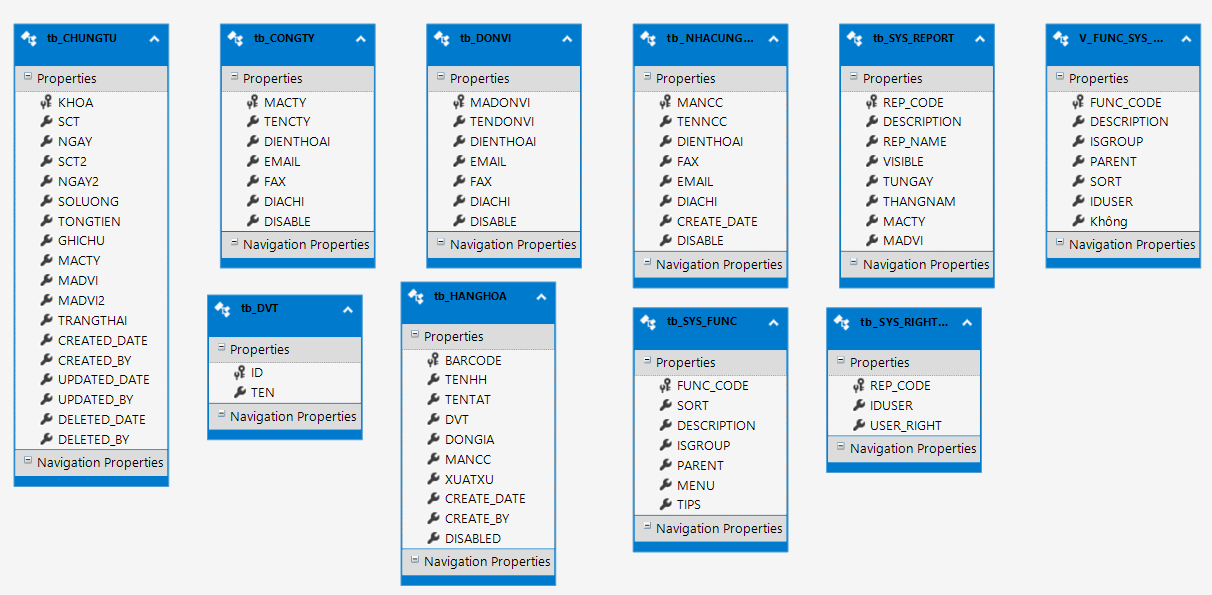 tb_CHUNGTU
Properties
KHOA
SCT
NGAY
SCT2
NGAY2
SOLUONG
TONGTIEN
GHICHU
MACTY
MADVI
MADVI2
TRANGTHAI
CREATED_DATE
CREATED_BY
UPDATED_DATE
UPDATED_BY
DELETED_DATE
DELETED_BY
Navigation Properties
tb_CONGTY
Properties
MACTY
TENCTY
DIENTHOAI
EMAIL
FAX
DIACHI
DISABLE
Navigation Properties
tb_DONVI
Properties
MADONVI
TENDONVI
DIENTHOAI
EMAIL
FAX
DIACHI
DISABLE
Navigation Properties
tb_NHACUNG...
Properties
MANCC
TENNCC
DIENTHOAI
FAX
EMAIL
DIACHI
CREATE_DATE
DISABLE
Navigation Properties
tb_SYS_REPORT
Properties
REP_CODE
DESCRIPTION
REP_NAME
VISIBLE
TUNGAY
THANGNAM
MACTY
MADVI
Navigation Properties
V_FUNC_SYS_...
Properties
FUNC_CODE
DESCRIPTION
ISGROUP
PARENT
SORT
IDUSER
Không
Navigation Properties
tb_DVT
Properties
ID
TEN
Navigation Properties
tb_HANGHOA
Properties
BARCODE
TENHH
TENTAT
DVT
DONGIA
MANCC
XUATXU
CREATE_DATE
CREATE_BY
DISABLED
Navigation Properties
tb_SYS_FUNC
Properties
FUNC_CODE
SORT
DESCRIPTION
ISGROUP
PARENT
MENU
TIPS
Navigation Properties
tb_SYS_RIGHT...
Properties
REP_CODE
IDUSER
USER_RIGHT
Navigation Properties